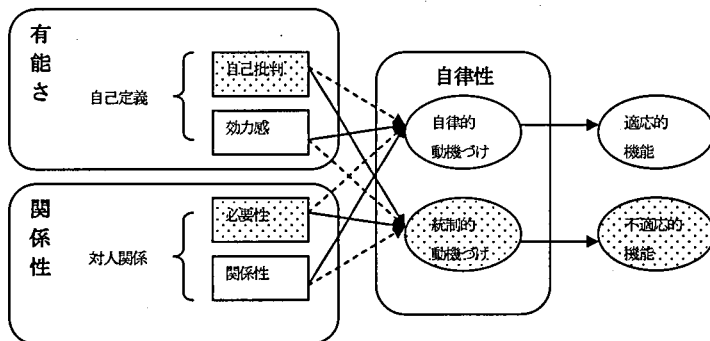 有能さ
自己定義
自己批判
効力感
関係性
対人関係
必要性
関係性
自律性
自律的
動機づけ
統制的
動機づけ
適応的
機能
不適応的
機能